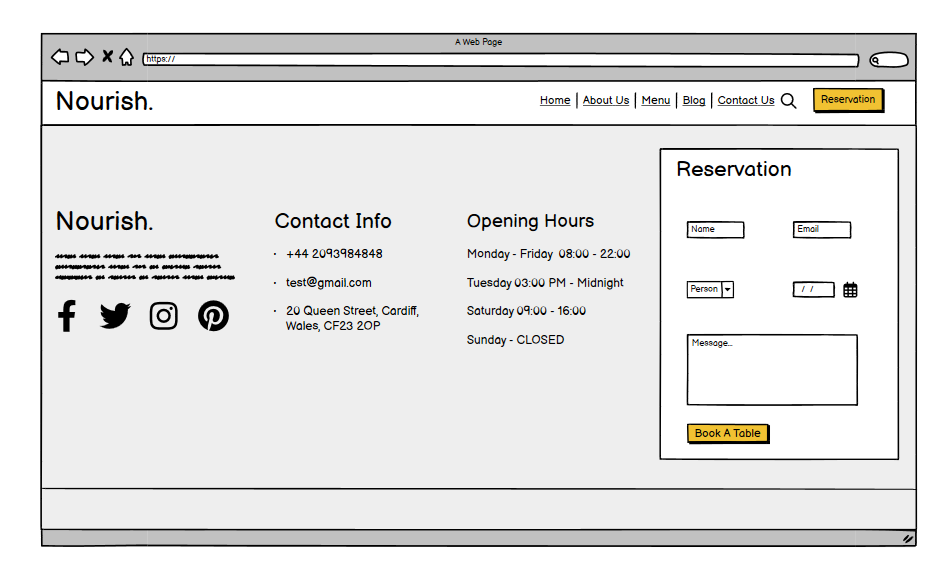 A Web Page
https://
Nourish.
Home | About Us | Menu | Blog | Contact Us
Reservation
Nourish.
Contact Info
· +44 2093984848
· test@gmail.com
· 20 Queen Street, Cardiff,
Wales, CF23 2OP
Opening Hours
Monday - Friday 08:00 - 22:00
Tuesday 03:00 PM - Midnight
Saturday 09:00 - 16:00
Sunday - CLOSED
Reservation
Name
Email
Person
/ /
Message...
Book A Table